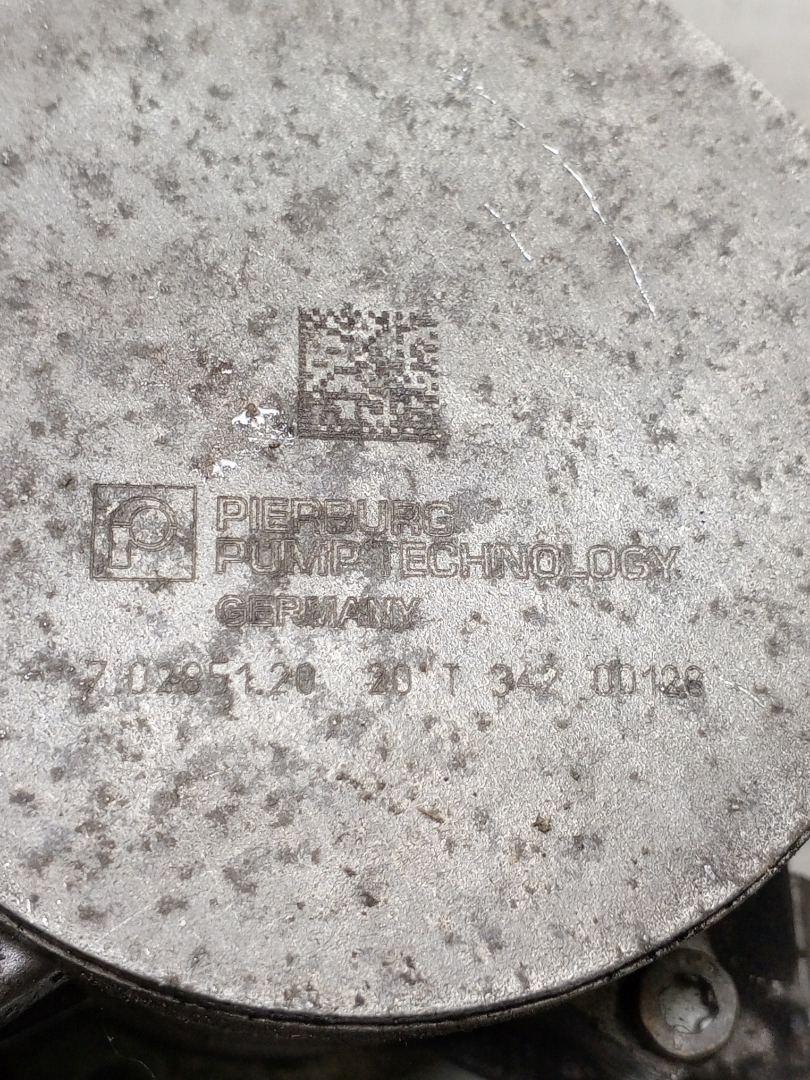 PIERBURG
PUMP TECHNOLOGY
GERMANY
7.02851.20 20 T 342 00128